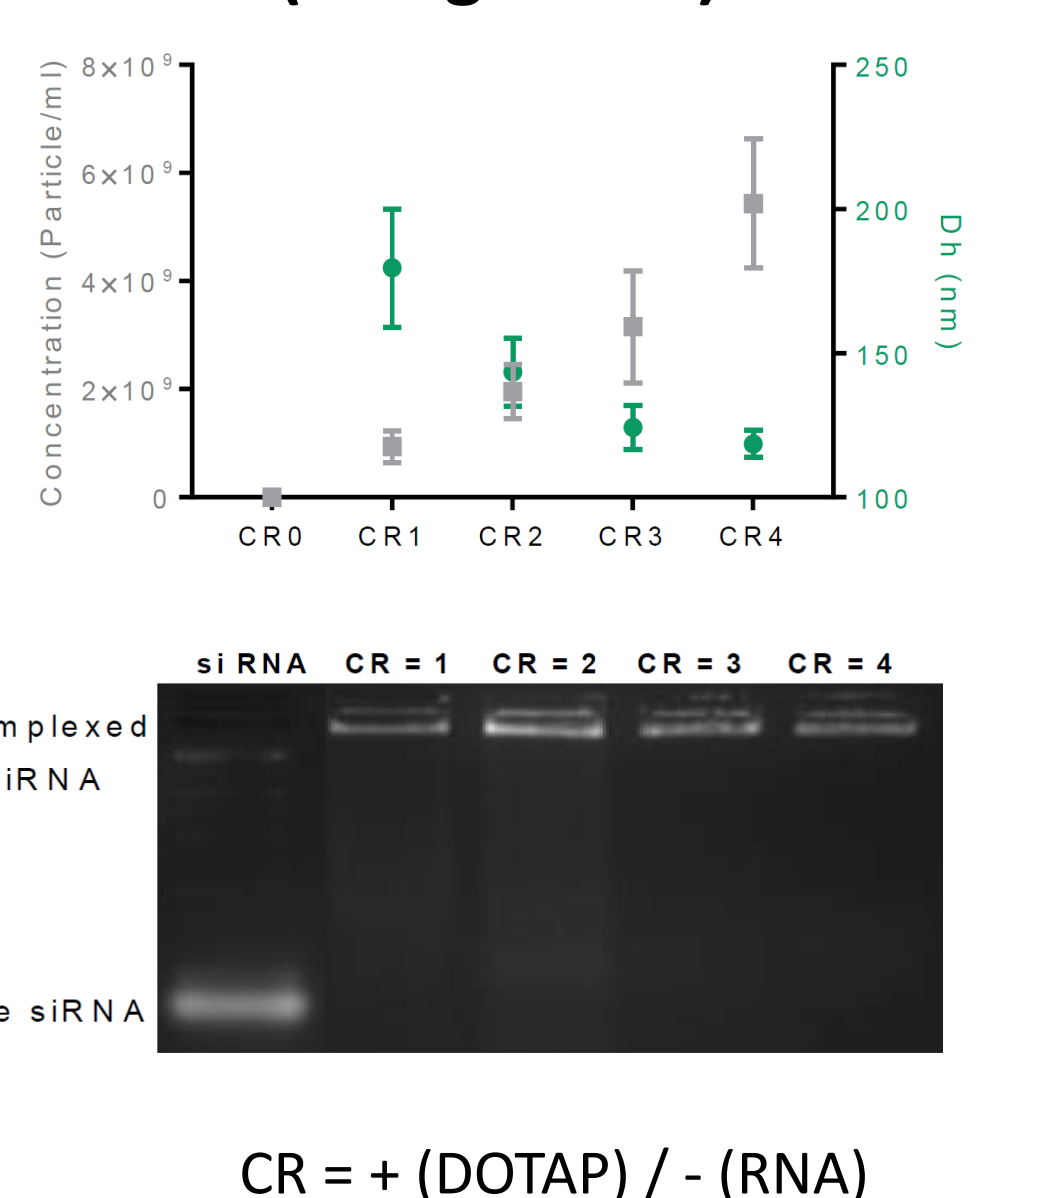 8×10⁹
6×10⁹
4×10⁹
2×10⁹
0
Concentration (Particle/ml)
250
200
150
100
Dh (nm)
CR0 CR1 CR2 CR3 CR4
siRNA CR = 1 CR = 2 CR = 3 CR = 4
mplexed
iRNA
e siRNA
CR = + (DOTAP) / - (RNA)